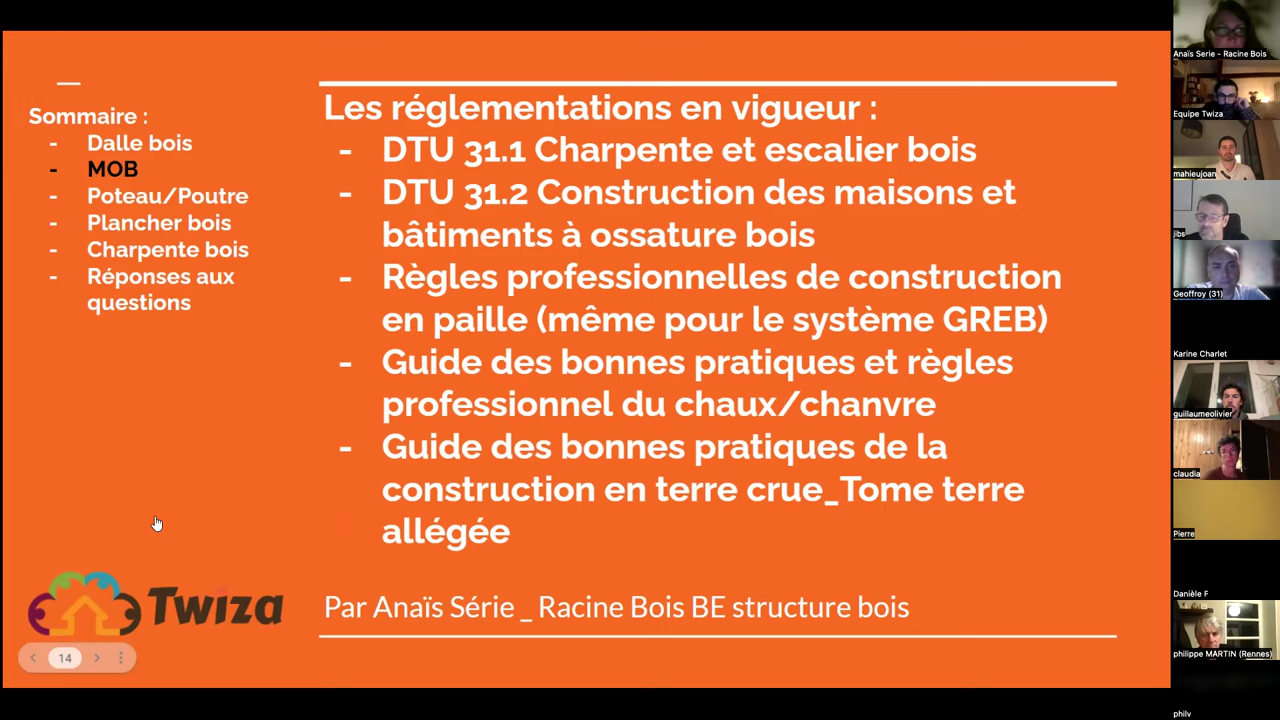 Sommaire :
- Dalle bois
- MOB
- Poteau/Poutre
- Plancher bois
- Charpente bois
- Réponses aux
questions
Les réglementations en vigueur :
- DTU 31.1 Charpente et escalier bois
- DTU 31.2 Construction des maisons et
bâtiments à ossature bois
- Règles professionnelles de construction
en paille (même pour le système GREB)
- Guide des bonnes pratiques et règles
professionnel du chaux/chanvre
- Guide des bonnes pratiques de la
construction en terre crue_Tome terre
allégée
Par Anaïs Série _ Racine Bois BE structure bois
Twiza
14
Anaïs Serie - Racine Bois
Equipe Twiza
mahieujoan
jibs
Geoffroy (31)
Karine Charlet
guillaumeolivier
claudia
Pierre
Danièle F
philippe MARTIN (Rennes)